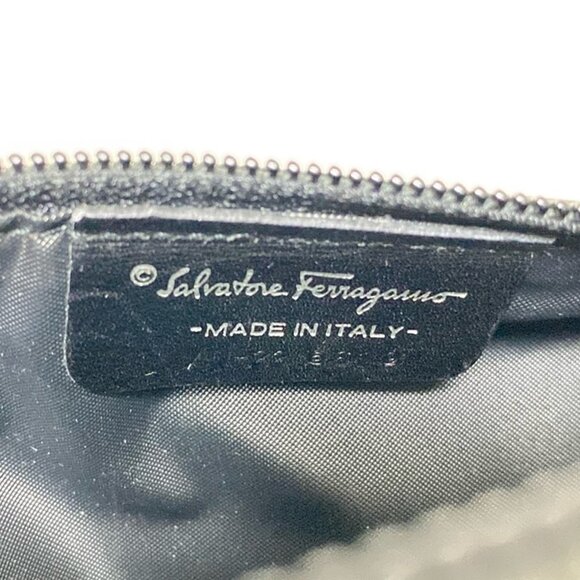 © Salvatore Ferragamo
-MADE IN ITALY-